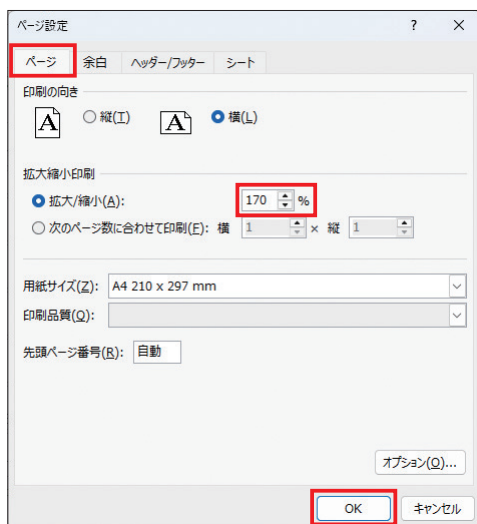 ページ設定 ? ×
ページ 余白 ヘッダー/フッター シート
印刷の向き
A 縦(T) A 横(L)
拡大縮小印刷
拡大/縮小(A): 170 %
次のページ数に合わせて印刷(F): 横 1 × 縦 1
用紙サイズ(Z): A4 210 x 297 mm
印刷品質(Q):
先頭ページ番号(R): 自動
オプション(O)...
OK キャンセル